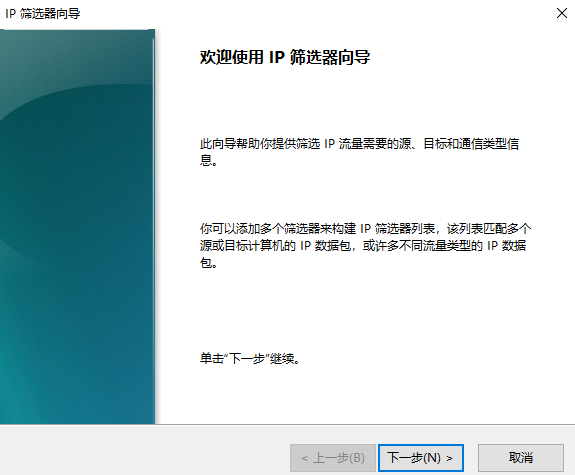 IP 筛选器向导
欢迎使用 IP 筛选器向导
此向导帮助你提供筛选 IP 流量需要的源、目标和通信类型信
息。
你可以添加多个筛选器来构建 IP 筛选器列表，该列表匹配多个
源或目标计算机的 IP 数据包，或许多不同流量类型的 IP 数据
包。
单击“下一步”继续。
< 上一步(B)
下一步(N) >
取消